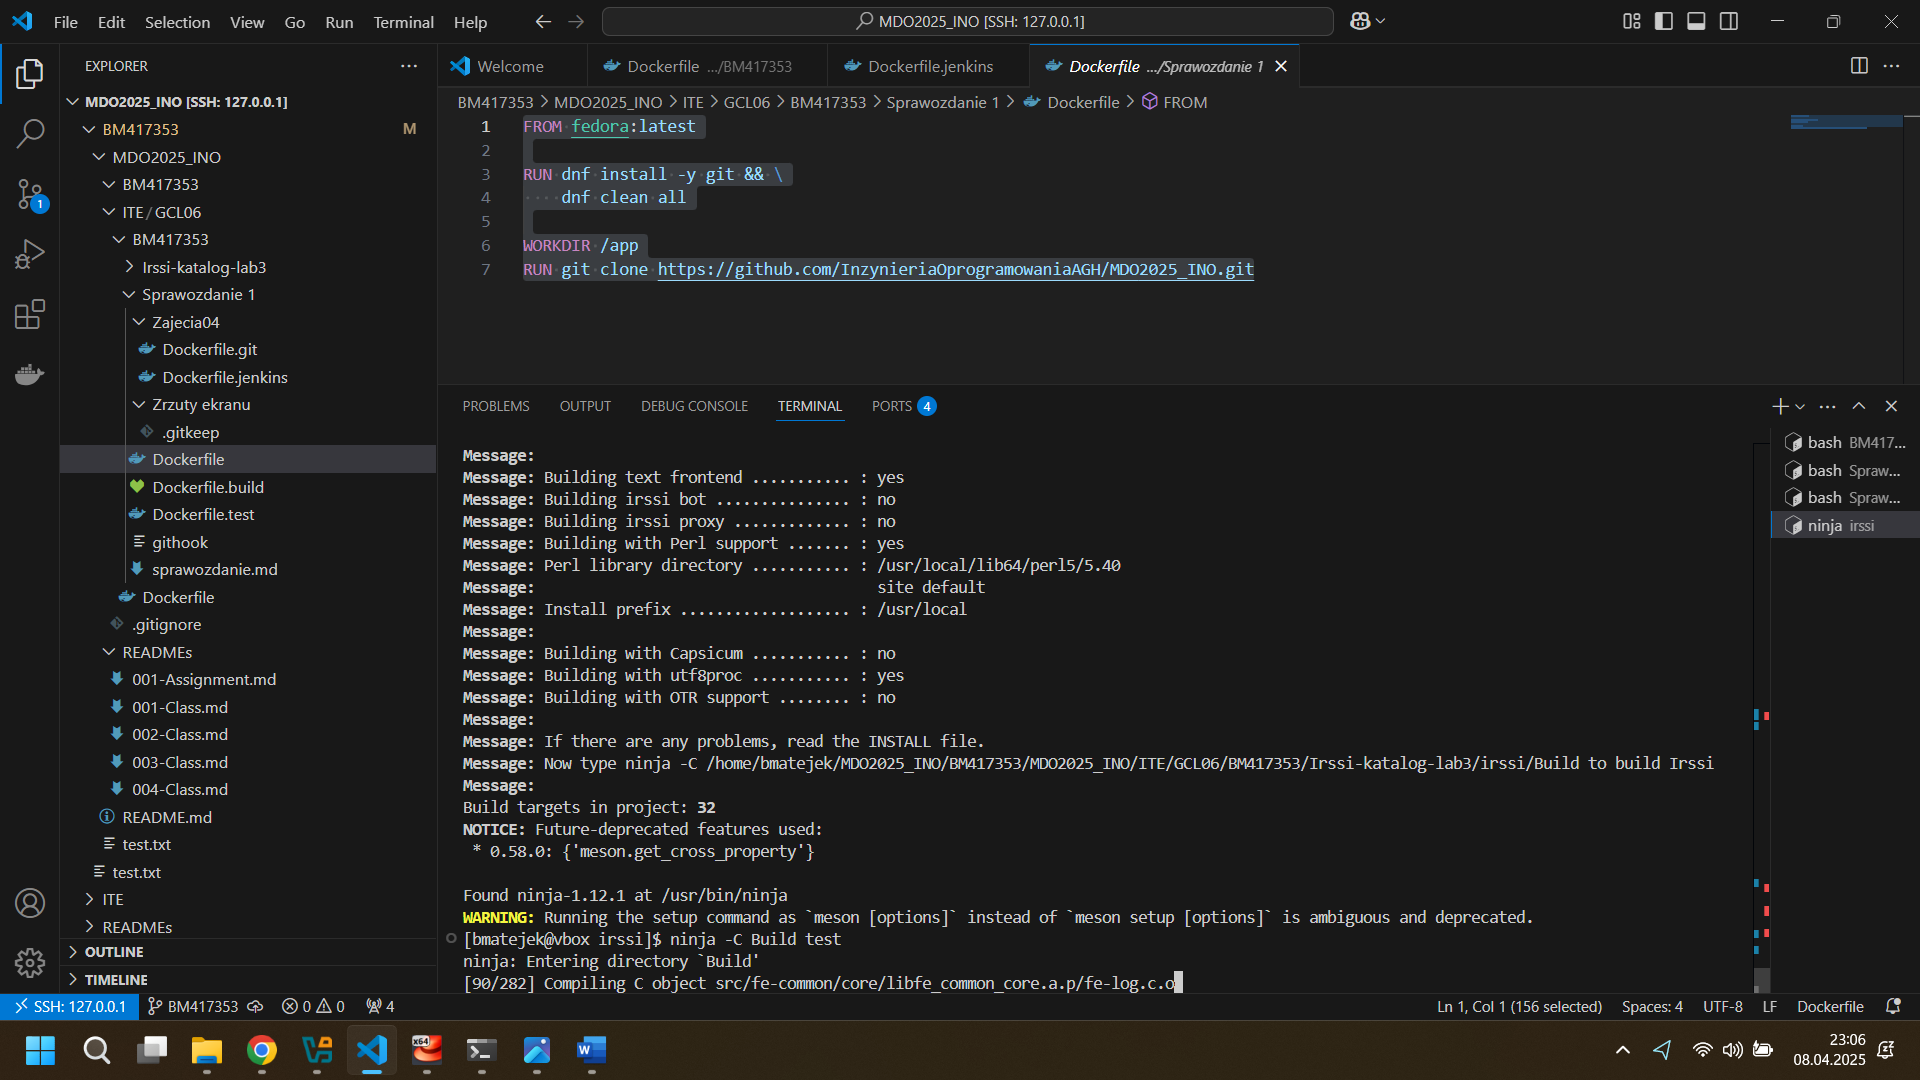 File Edit Selection View Go Run Terminal Help
MDO2025_INO [SSH: 127.0.0.1]
EXPLORER
MDO2025_INO [SSH: 127.0.0.1]
BM417353 M
MDO2025_INO
BM417353
ITE / GCL06
BM417353
Irssi-katalog-lab3
Sprawozdanie 1
Zajecia04
Dockerfile.git
Dockerfile.jenkins
Zrzuty ekranu
.gitkeep
Dockerfile
Dockerfile.build
Dockerfile.test
githook
sprawozdanie.md
Dockerfile
.gitignore
READMEs
001-Assignment.md
001-Class.md
002-Class.md
003-Class.md
004-Class.md
README.md
test.txt
test.txt
ITE
READMEs
OUTLINE
TIMELINE
1
Welcome
Dockerfile .../BM417353
Dockerfile.jenkins
Dockerfile .../Sprawozdanie 1
BM417353 > MDO2025_INO > ITE > GCL06 > BM417353 > Sprawozdanie 1 > Dockerfile > FROM
1 FROM fedora:latest
2
3 RUN dnf install -y git && \
4 dnf clean all
5
6 WORKDIR /app
7 RUN git clone https://github.com/InzynieriaOprogramowaniaAGH/MDO2025_INO.git
PROBLEMS OUTPUT DEBUG CONSOLE TERMINAL PORTS 4
Message:
Message: Building text frontend ........... : yes
Message: Building irssi bot ............... : no
Message: Building irssi proxy ............. : no
Message: Building with Perl support ....... : yes
Message: Perl library directory ........... : /usr/local/lib64/perl5/5.40
Message: site default
Message: Install prefix ................... : /usr/local
Message:
Message: Building with Capsicum ........... : no
Message: Building with utf8proc ........... : yes
Message: Building with OTR support ........ : no
Message:
Message: If there are any problems, read the INSTALL file.
Message: Now type ninja -C /home/bmatejek/MDO2025_INO/BM417353/MDO2025_INO/ITE/GCL06/BM417353/Irssi-katalog-lab3/irssi/Build to build Irssi
Message:
Build targets in project: 32
NOTICE: Future-deprecated features used:
* 0.58.0: {'meson.get_cross_property'}
Found ninja-1.12.1 at /usr/bin/ninja
WARNING: Running the setup command as `meson [options]` instead of `meson setup [options]` is ambiguous and deprecated.
[bmatejek@vbox irssi]$ ninja -C Build test
ninja: Entering directory `Build'
[90/282] Compiling C object src/fe-common/core/libfe_common_core.a.p/fe-log.c.o
bash BM417...
bash Spraw...
bash Spraw...
ninja irssi
SSH: 127.0.0.1 BM417353 0 0 4
Ln 1, Col 1 (156 selected) Spaces: 4 UTF-8 LF Dockerfile
x64
W
23:06
08.04.2025